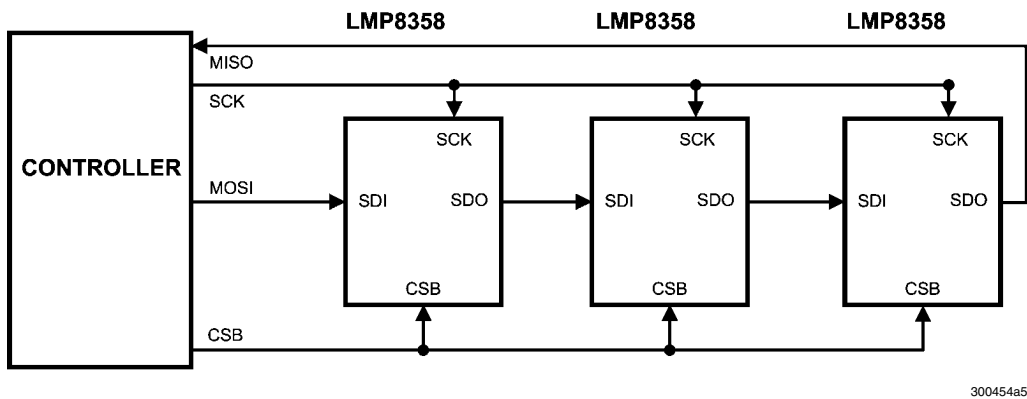 LMP8358 LMP8358 LMP8358
MISO
SCK
SCK SCK SCK
CONTROLLER
MOSI
SDI SDO SDI SDO SDI SDO
CSB CSB CSB
CSB
300454a5